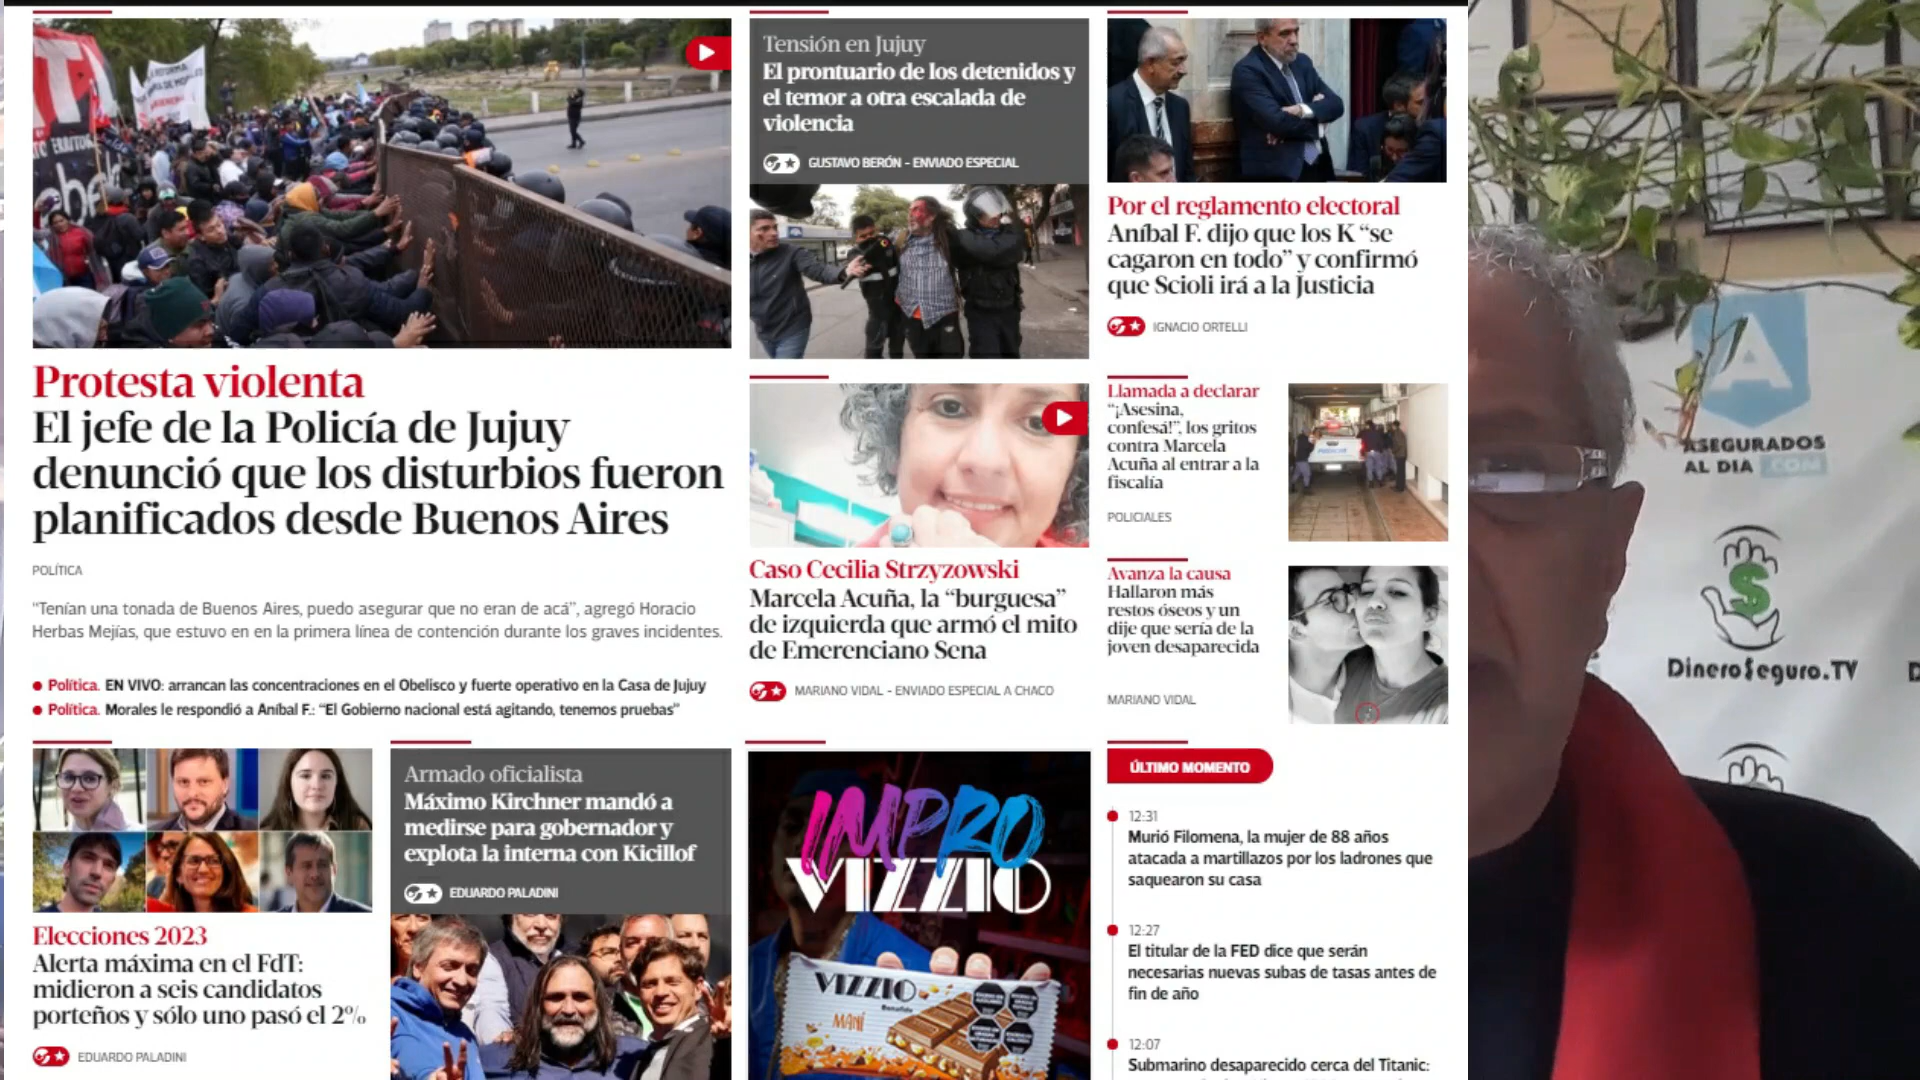 Protesta violenta
El jefe de la Policía de Jujuy
denunció que los disturbios fueron
planificados desde Buenos Aires
POLÍTICA
“Tenían una tonada de Buenos Aires, puedo asegurar que no eran de acá”, agregó Horacio
Herbas Mejías, que estuvo en en la primera línea de contención durante los graves incidentes.
Política. EN VIVO: arrancan las concentraciones en el Obelisco y fuerte operativo en la Casa de Jujuy
Política. Morales le respondió a Aníbal F.: “El Gobierno nacional está agitando, tenemos pruebas”
Tensión en Jujuy
El prontuario de los detenidos y
el temor a otra escalada de
violencia
GUSTAVO BERÓN - ENVIADO ESPECIAL
Caso Cecilia Strzyzowski
Marcela Acuña, la “burguesa”
de izquierda que armó el mito
de Emerenciano Sena
MARIANO VIDAL - ENVIADO ESPECIAL A CHACO
Por el reglamento electoral
Aníbal F. dijo que los K “se
cagaron en todo” y confirmó
que Scioli irá a la Justicia
IGNACIO ORTELLI
Llamada a declarar
“¡Asesina,
confesá!”, los gritos
contra Marcela
Acuña al entrar a la
fiscalía
POLICIALES
Avanza la causa
Hallaron más
restos óseos y un
dije que sería de la
joven desaparecida
MARIANO VIDAL
Elecciones 2023
Alerta máxima en el FdT:
midieron a seis candidatos
porteños y sólo uno pasó el 2%
EDUARDO PALADINI
Armado oficialista
Máximo Kirchner mandó a
medirse para gobernador y
explota la interna con Kicillof
EDUARDO PALADINI
IMPRO
VIZZIO
VIZZIO
Bonafide
MANÍ
ÚLTIMO MOMENTO
12:31
Murió Filomena, la mujer de 88 años
atacada a martillazos por los ladrones que
saquearon su casa
12:27
El titular de la FED dice que serán
necesarias nuevas subas de tasas antes de
fin de año
12:07
Submarino desaparecido cerca del Titanic:
A
ASEGURADOS
AL DIA .COM
$
DineroSeguro.TV